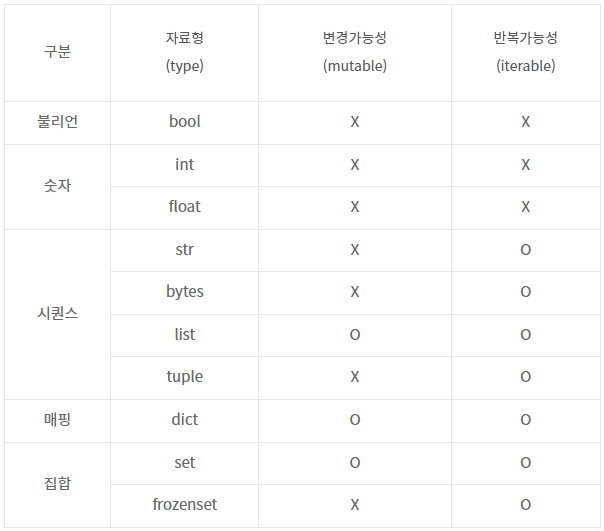 구분 자료형 (type) 변경가능성 (mutable) 반복가능성 (iterable)
불리언 bool X X
숫자 int X X
float X X
시퀀스 str X O
bytes X O
list O O
tuple X O
매핑 dict O O
집합 set O O
frozenset X O